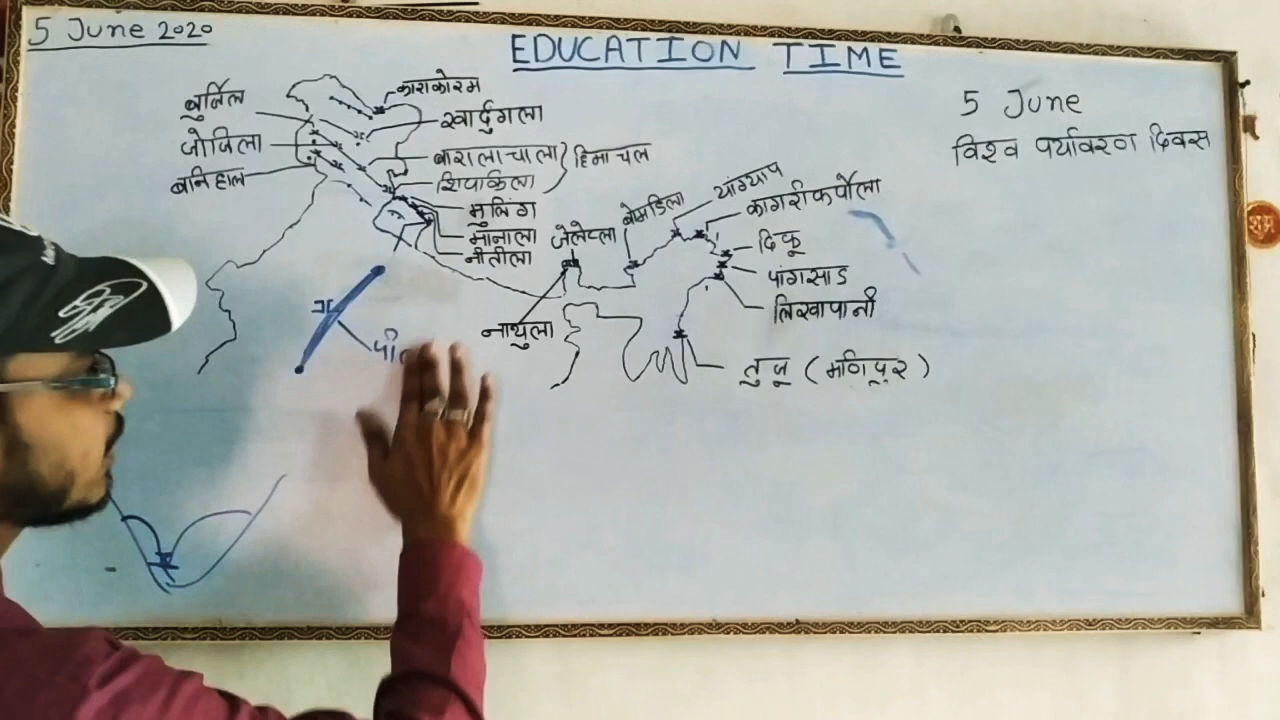 5 June 2020
EDUCATION TIME
5 June
विश्व पर्यावरण दिवस
बुर्जिल
जोजिला
बनिहाल
काराकोरम
खार्दुंगला
बारालाचाला
शिपकिला
हिमाचल
मुलिंग
मानाला
नीतीला
जेलेप्ला
नाथुला
बोमडिला
यांग्याप
कागरीकर्पोला
दिफू
पांगसाड
लिखापानी
तुजू (मणिपूर)